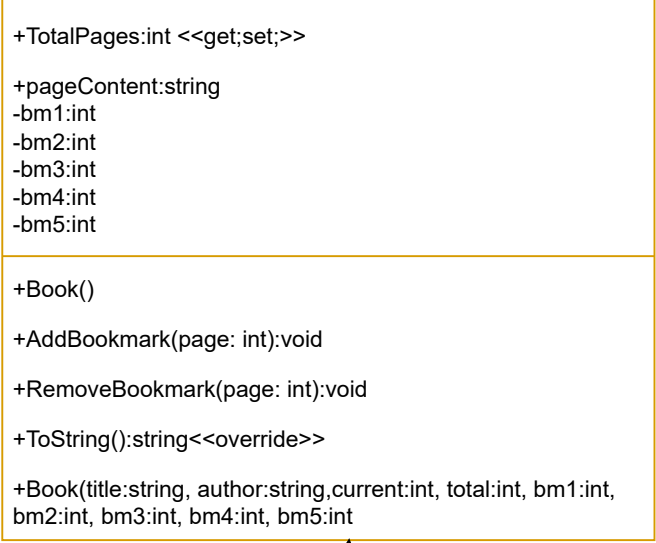 +TotalPages:int <<get;set;>>
+pageContent:string
-bm1:int
-bm2:int
-bm3:int
-bm4:int
-bm5:int
+Book()
+AddBookmark(page: int):void
+RemoveBookmark(page: int):void
+ToString():string<<override>>
+Book(title:string, author:string,current:int, total:int, bm1:int,
bm2:int, bm3:int, bm4:int, bm5:int